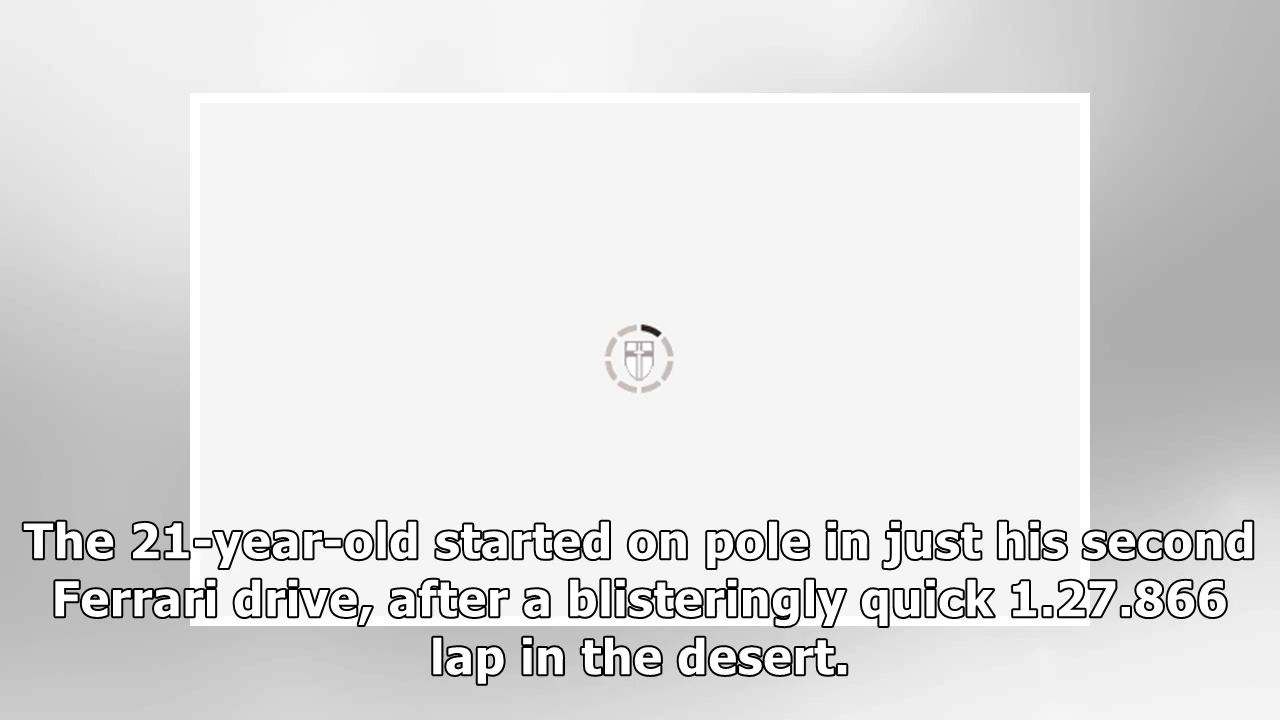 The 21-year-old started on pole in just his second
Ferrari drive, after a blisteringly quick 1.27.866
lap in the desert.